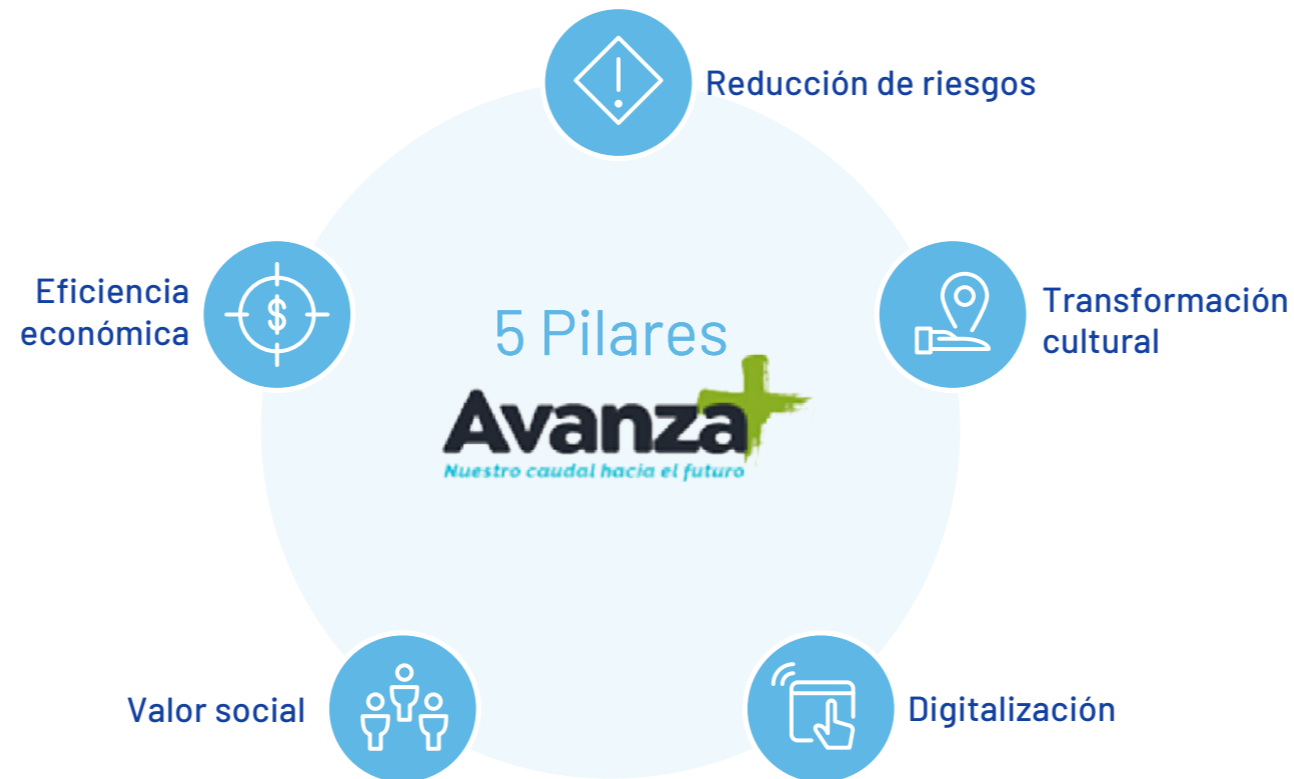 Reducción de riesgos
Eficiencia
económica
5 Pilares
Avanza+
Nuestro caudal hacia el futuro
Transformación
cultural
Valor social
Digitalización